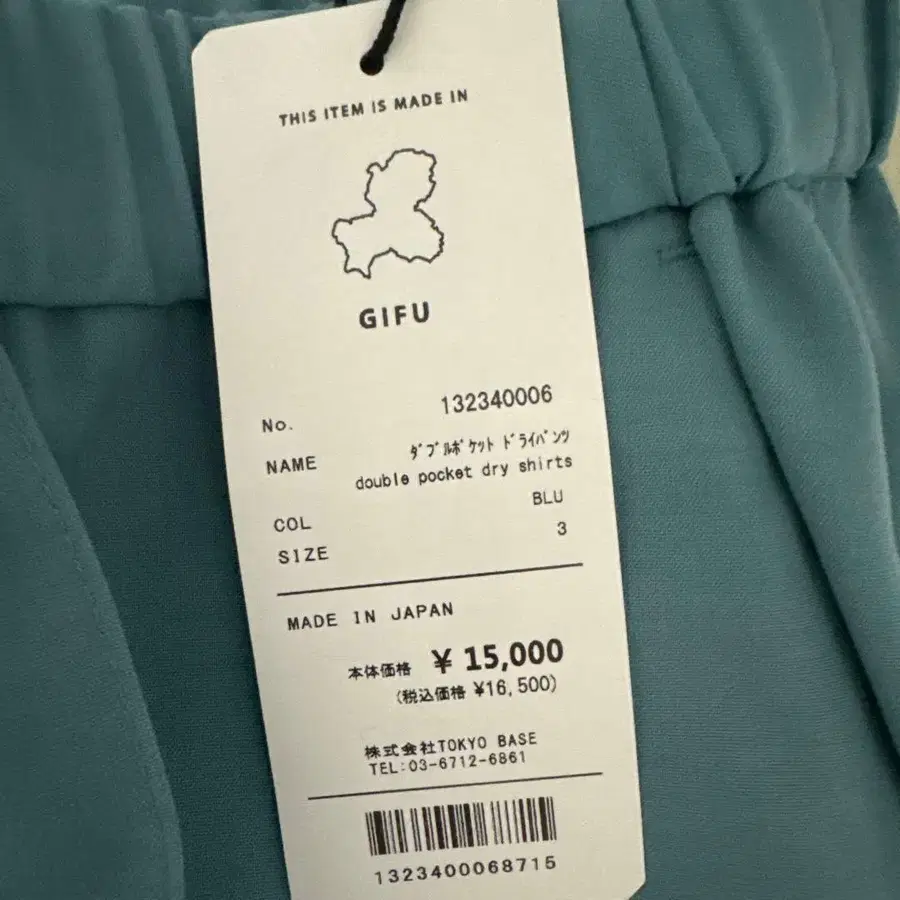 THIS ITEM IS MADE IN
GIFU
No. 132340006
NAME ﾀﾞﾌﾞﾙﾎﾟｹｯﾄ ﾄﾞﾗｲﾊﾟﾝﾂ
double pocket dry shirts
COL BLU
SIZE 3
MADE IN JAPAN
本体価格 ¥ 15,000
(税込価格 ¥16,500)
株式会社TOKYO BASE
TEL:03-6712-6861
1323400068715